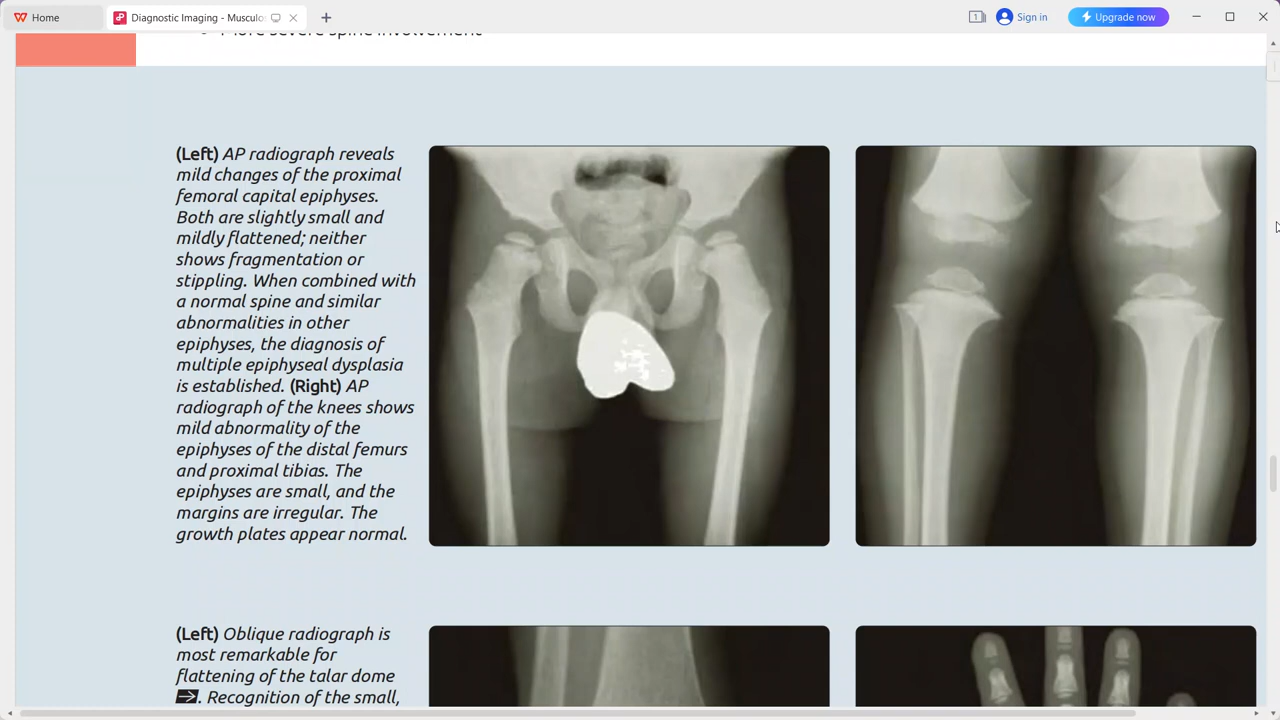 Home
Diagnostic Imaging - Musculos
Sign in
Upgrade now
More severe spine involvement
(Left) AP radiograph reveals
mild changes of the proximal
femoral capital epiphyses.
Both are slightly small and
mildly flattened; neither
shows fragmentation or
stippling. When combined with
a normal spine and similar
abnormalities in other
epiphyses, the diagnosis of
multiple epiphyseal dysplasia
is established. (Right) AP
radiograph of the knees shows
mild abnormality of the
epiphyses of the distal femurs
and proximal tibias. The
epiphyses are small, and the
margins are irregular. The
growth plates appear normal.
(Left) Oblique radiograph is
most remarkable for
flattening of the talar dome
➡. Recognition of the small,